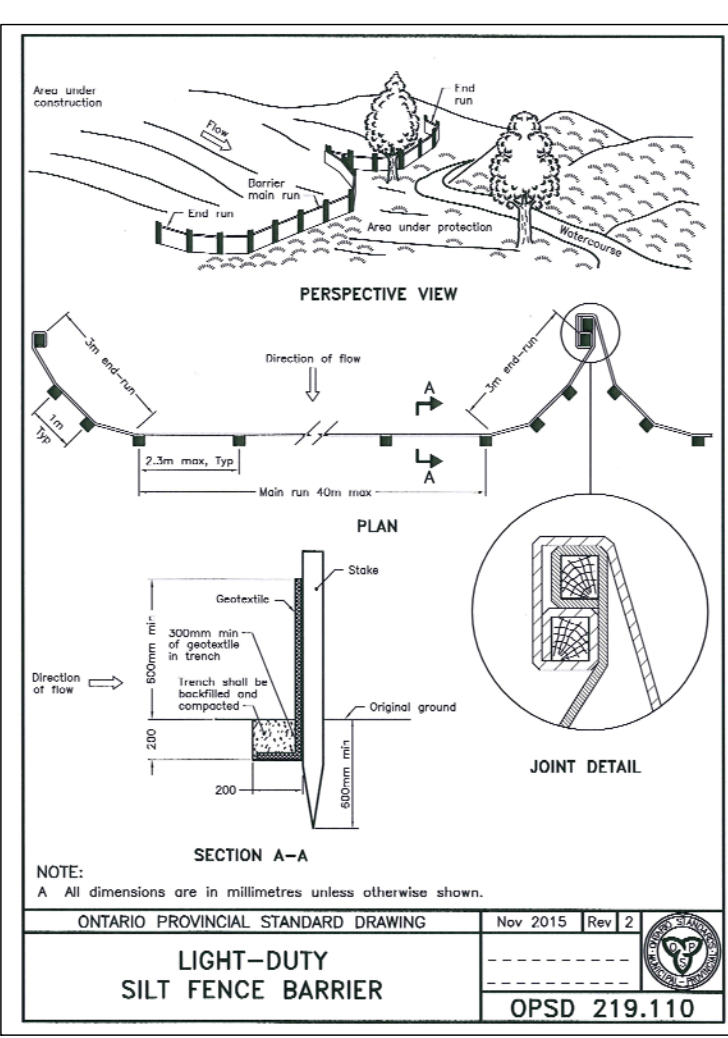 Area under
construction
Flow
End
run
Barrier
main run
End run
Area under protection
Watercourse
PERSPECTIVE VIEW
3m end-run
Direction of flow
3m end-run
1m
Typ
A
A
2.3m max, Typ
Main run 40m max
PLAN
Stake
Geotextile
600mm min
300mm min
of geotextile
in trench
Direction
of flow
Trench shall be
backfilled and
compacted
Original ground
200
600mm min
200
JOINT DETAIL
SECTION A-A
NOTE:
A All dimensions are in millimetres unless otherwise shown.
ONTARIO PROVINCIAL STANDARD DRAWING
Nov 2015
Rev
2
LIGHT-DUTY
SILT FENCE BARRIER
ONTARIO STANDARDS
MUNICIPAL - PROVINCIAL
O P
S
OPSD 219.110